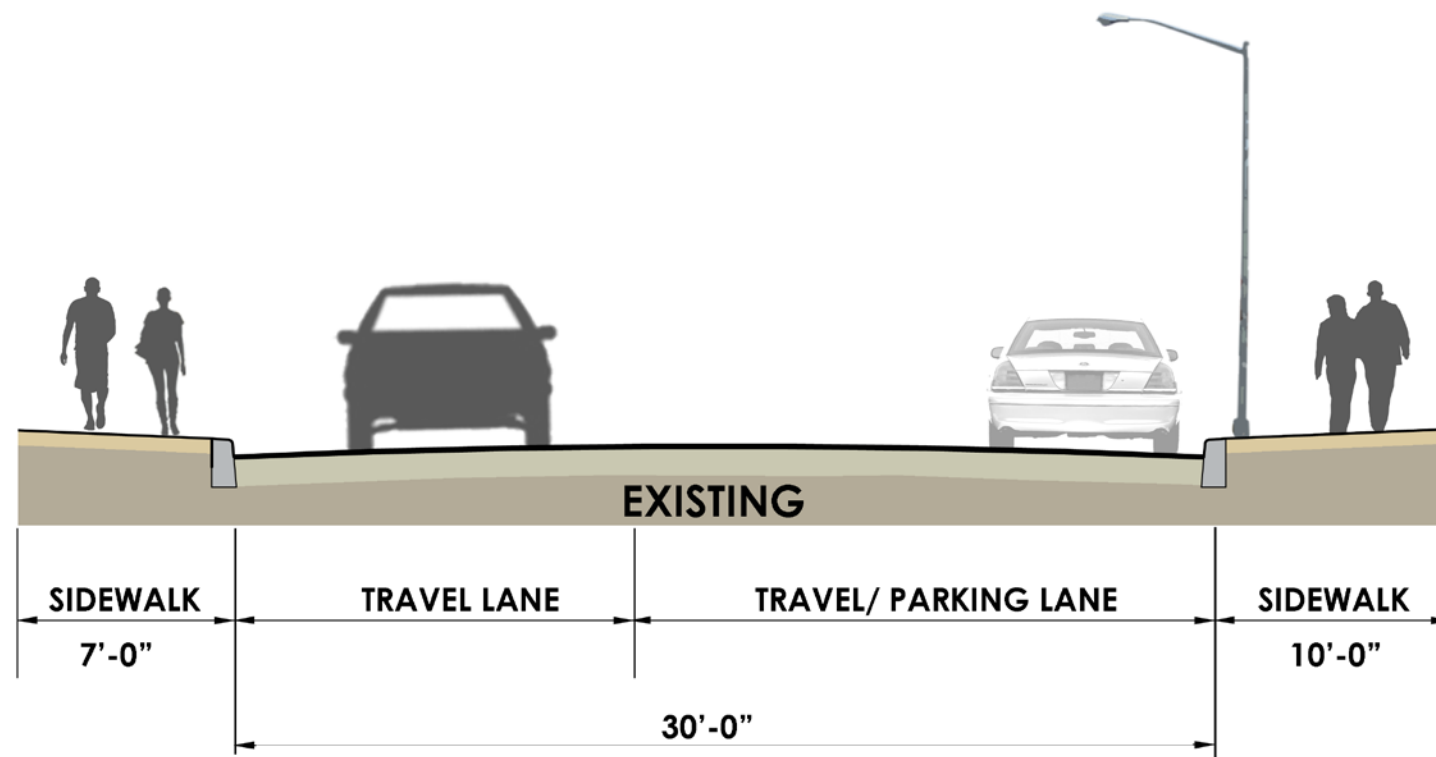 EXISTING
SIDEWALK
TRAVEL LANE
TRAVEL/ PARKING LANE
SIDEWALK
7’-0”
10’-0”
30’-0”